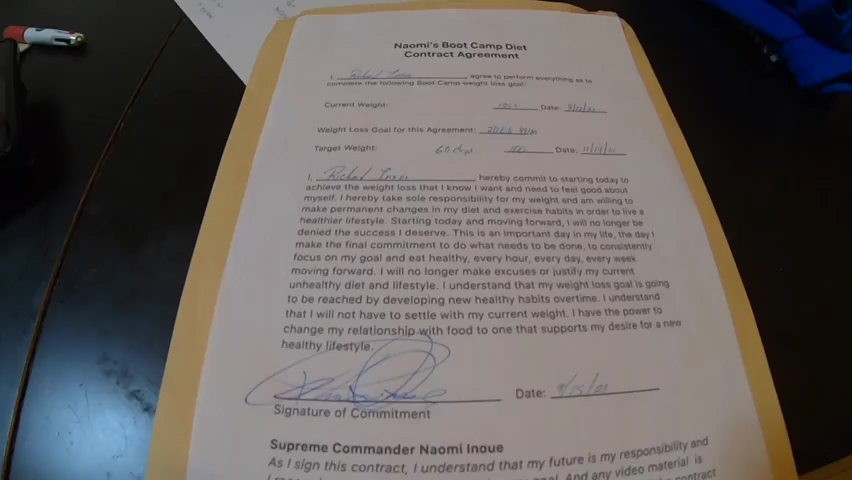 Naomi's Boot Camp Diet
Contract Agreement
I, Richard agree to perform everything as to
complete the following Boot Camp weight loss goal:
Current Weight: Date:
Weight Loss Goal for this Agreement:
Target Weight: 60 days Date:
I, Richard hereby commit to starting today to
achieve the weight loss that I know I want and need to feel good about
myself. I hereby take sole responsibility for my weight and am willing to
make permanent changes in my diet and exercise habits in order to live a
healthier lifestyle. Starting today and moving forward, I will no longer be
denied the success I deserve. This is an important day in my life, the day I
make the final commitment to do what needs to be done, to consistently
focus on my goal and eat healthy, every hour, every day, every week
moving forward. I will no longer make excuses or justify my current
unhealthy diet and lifestyle. I understand that my weight loss goal is going
to be reached by developing new healthy habits overtime. I understand
that I will not have to settle with my current weight. I have the power to
change my relationship with food to one that supports my desire for a new
healthy lifestyle.
Date:
Signature of Commitment
Supreme Commander Naomi Inoue
As I sign this contract, I understand that my future is my responsibility and
And any video material is
contract